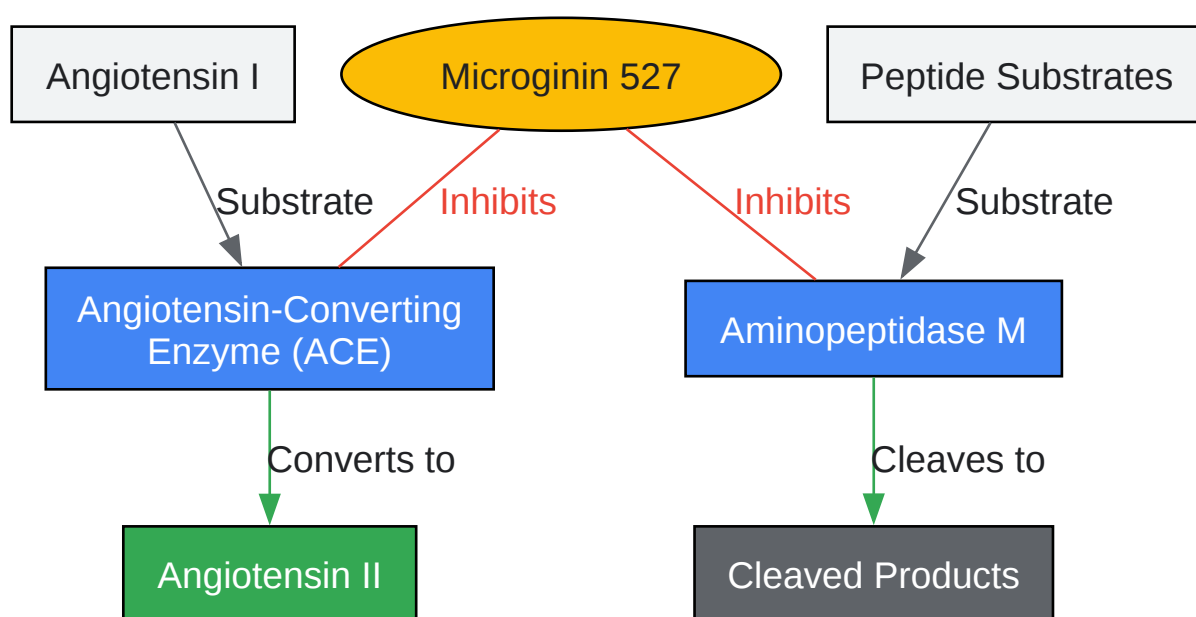 Angiotensin I
Microginin 527
Peptide Substrates
Substrate
Inhibits
Inhibits
Substrate
Angiotensin-Converting
Enzyme (ACE)
Aminopeptidase M
Converts to
Cleaves to
Angiotensin II
Cleaved Products